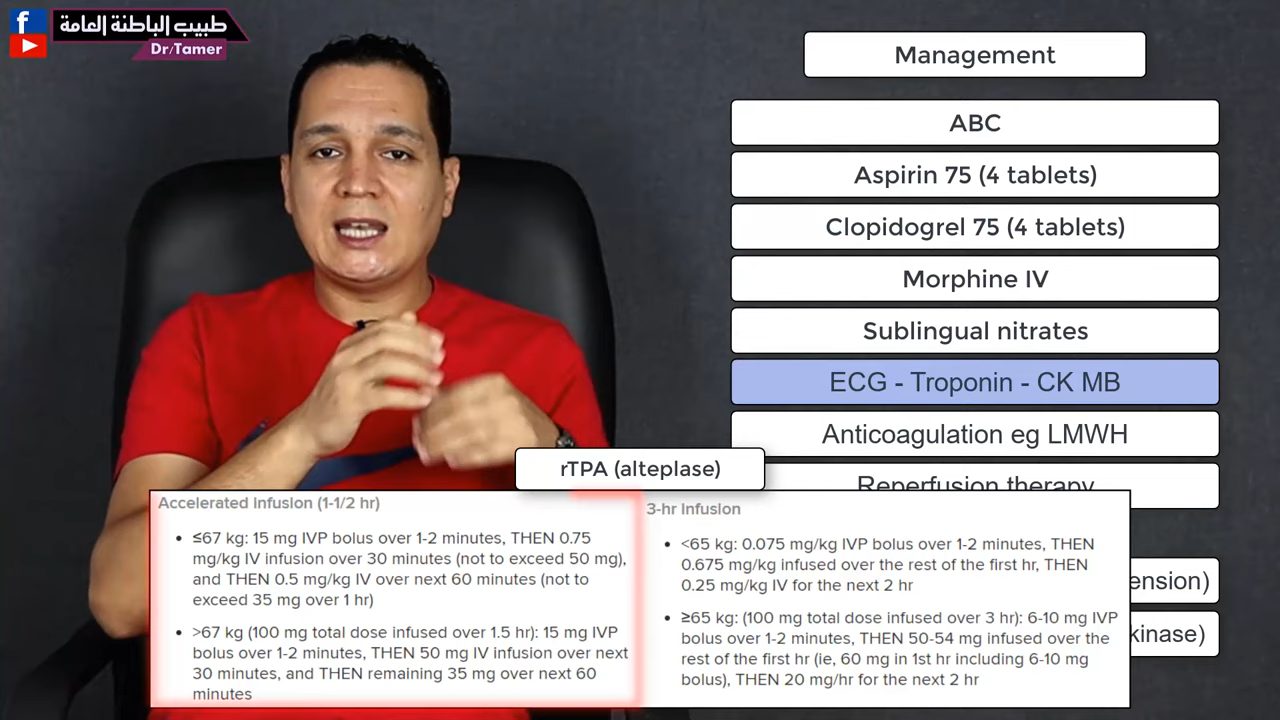 طبيب الباطنة العامة
Dr/Tamer
Management
ABC
Aspirin 75 (4 tablets)
Clopidogrel 75 (4 tablets)
Morphine IV
Sublingual nitrates
ECG - Troponin - CK MB
Anticoagulation eg LMWH
Reperfusion therapy
ension)
kinase)
rTPA (alteplase)
Accelerated infusion (1-1/2 hr)
• ≤67 kg: 15 mg IVP bolus over 1-2 minutes, THEN 0.75
mg/kg IV infusion over 30 minutes (not to exceed 50 mg),
and THEN 0.5 mg/kg IV over next 60 minutes (not to
exceed 35 mg over 1 hr)
• >67 kg (100 mg total dose infused over 1.5 hr): 15 mg IVP
bolus over 1-2 minutes, THEN 50 mg IV infusion over next
30 minutes, and THEN remaining 35 mg over next 60
minutes
3-hr infusion
• <65 kg: 0.075 mg/kg IVP bolus over 1-2 minutes, THEN
0.675 mg/kg infused over the rest of the first hr, THEN
0.25 mg/kg IV for the next 2 hr
• ≥65 kg: (100 mg total dose infused over 3 hr): 6-10 mg IVP
bolus over 1-2 minutes, THEN 50-54 mg infused over the
rest of the first hr (ie, 60 mg in 1st hr including 6-10 mg
bolus), THEN 20 mg/hr for the next 2 hr